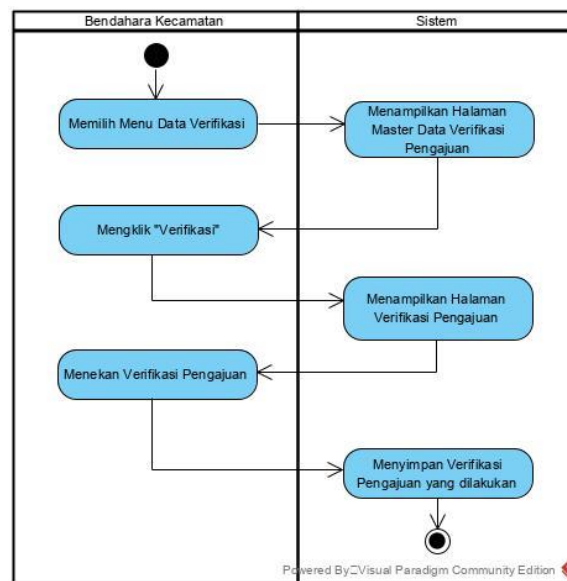 Bendahara Kecamatan
Sistem
Memilih Menu Data Verifikasi
Menampilkan Halaman
Master Data Verifikasi
Pengajuan
Mengklik "Verifikasi"
Menampilkan Halaman
Verifikasi Pengajuan
Menekan Verifikasi Pengajuan
Menyimpan Verifikasi
Pengajuan yang dilakukan
Powered By Visual Paradigm Community Edition